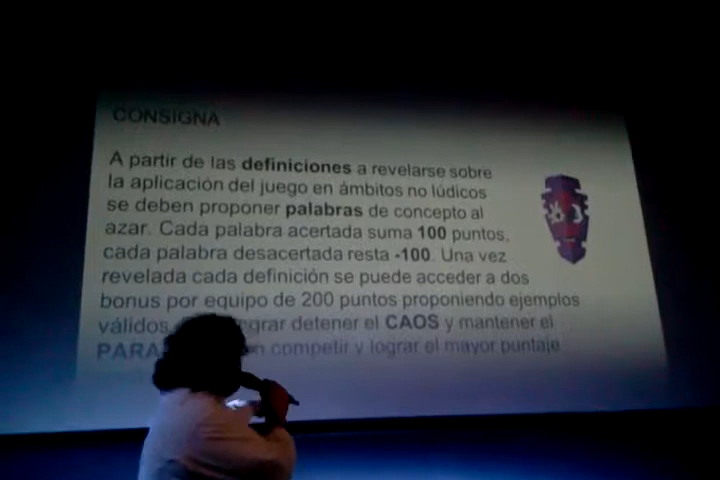 CONSIGNA
A partir de las definiciones a revelarse sobre
la aplicación del juego en ámbitos no lúdicos
se deben proponer palabras de concepto al
azar. Cada palabra acertada suma 100 puntos,
cada palabra desacertada resta -100. Una vez
revelada cada definición se puede acceder a dos
bonus por equipo de 200 puntos proponiendo ejemplos
válidos. detener el CAOS y mantener el
competir y lograr el mayor puntaje